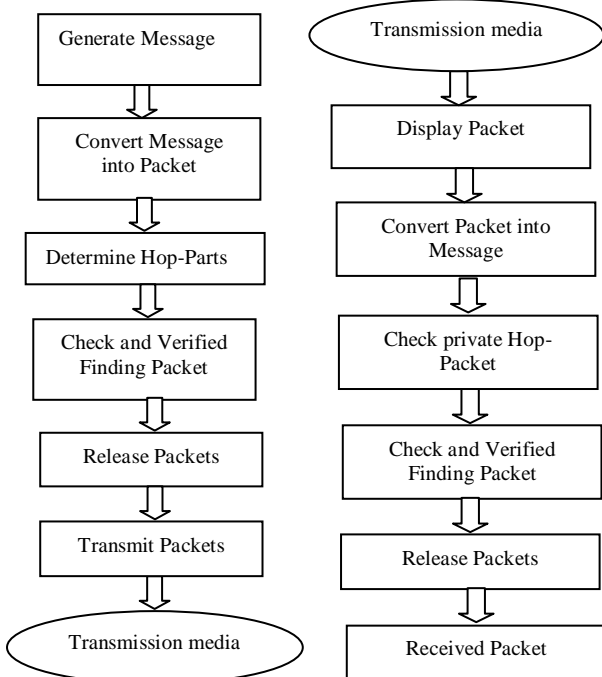 Generate Message
Convert Message
into Packet
Determine Hop-Parts
Check and Verified
Finding Packet
Release Packets
Transmit Packets
Transmission media
Transmission media
Display Packet
Convert Packet into
Message
Check private Hop-
Packet
Check and Verified
Finding Packet
Release Packets
Received Packet